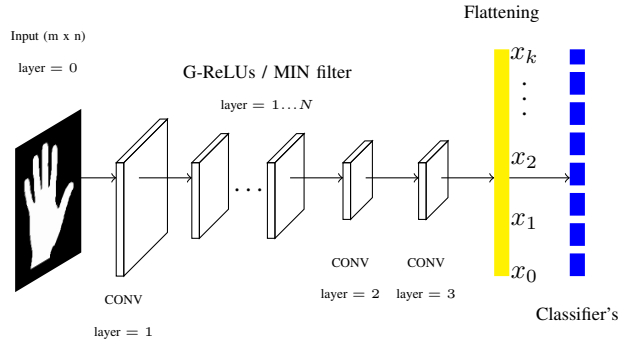 Flattening
Input (m x n)
layer = 0
G-ReLUs / MIN filter
layer = 1...N
...
CONV
layer = 1
CONV
layer = 2
CONV
layer = 3
x_k
⋮
x_2
x_1
x_0
Classifier's